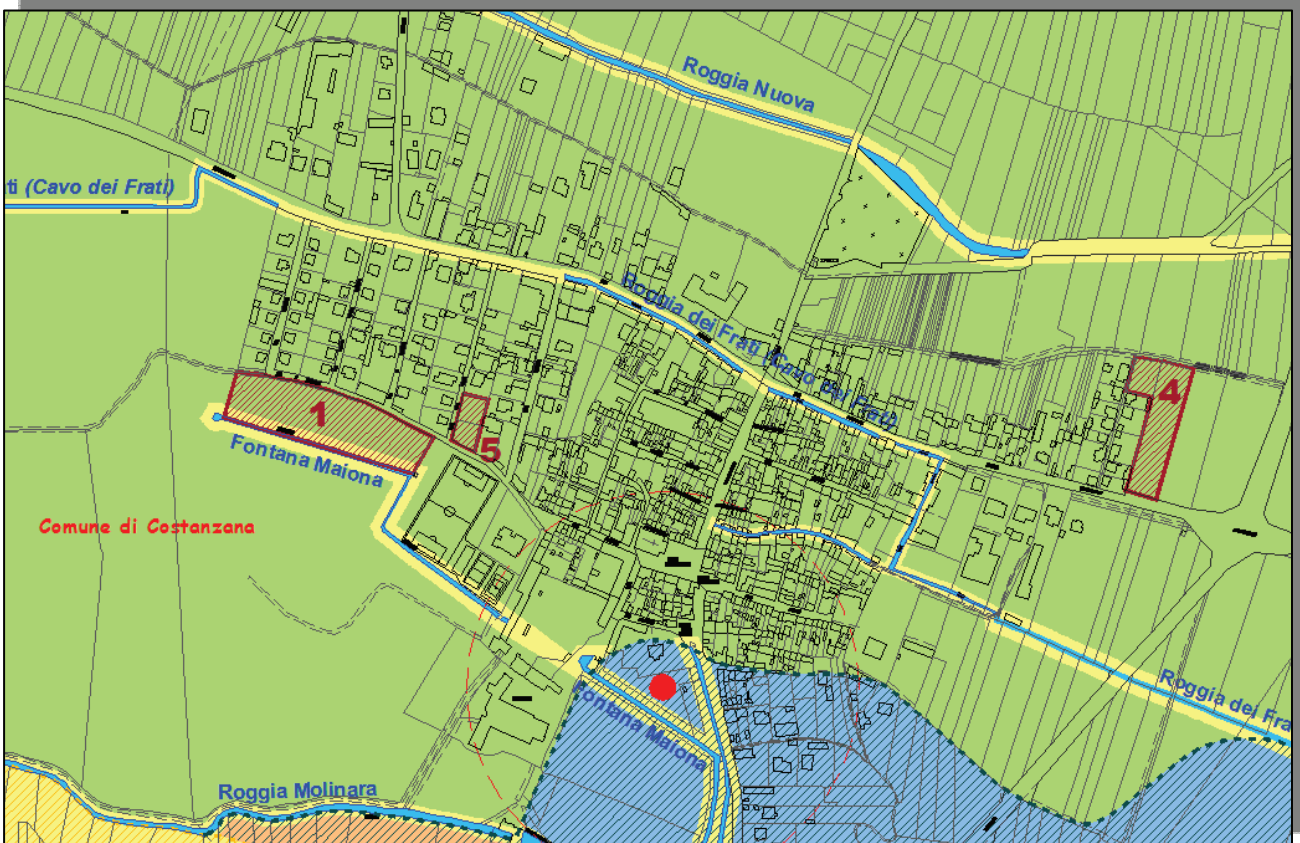 Roggia Nuova
ti (Cavo dei Frati)
Roggia dei Frati (Cavo dei Frati)
4
1
5
Fontana Maiona
Comune di Costanzana
Roggia dei Fra
Fontana Maiona
Roggia Molinara